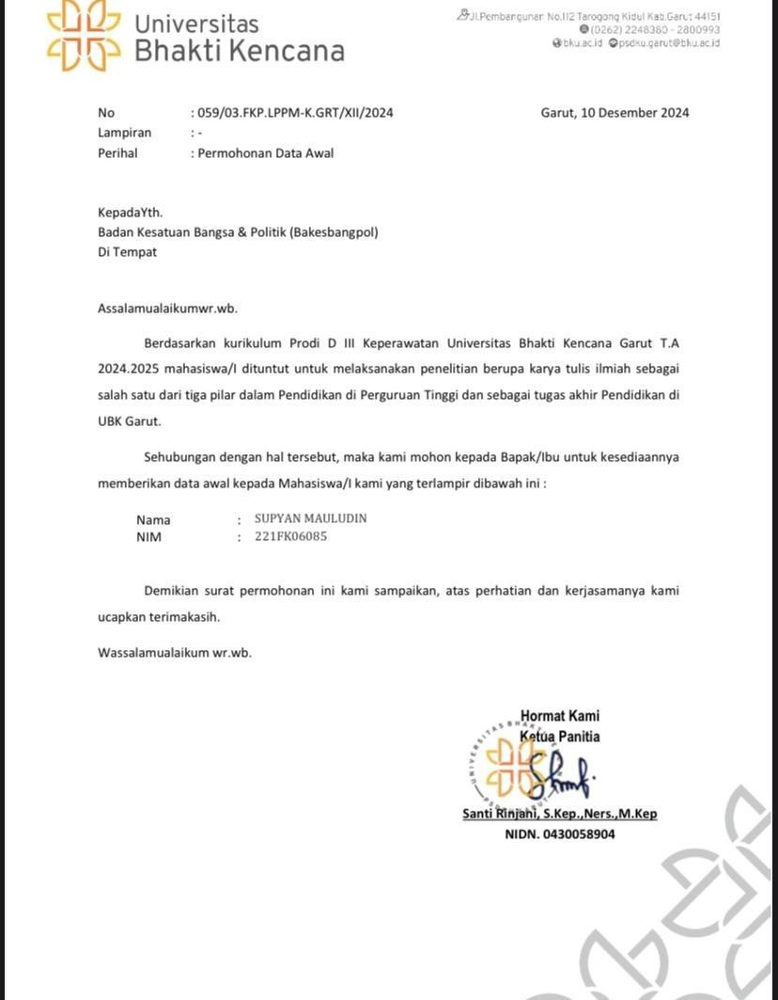 Universitas
Bhakti Kencana
Jl.Pembangunan No.112 Tarogong Kidul Kab.Garut 44151
(0262) 2248380 - 2800993
bku.ac.id psdku.garut@bku.ac.id
No : 059/03.FKP.LPPM-K.GRT/XII/2024 Garut, 10 Desember 2024
Lampiran : -
Perihal : Permohonan Data Awal
KepadaYth.
Badan Kesatuan Bangsa & Politik (Bakesbangpol)
Di Tempat
Assalamualaikumwr.wb.
Berdasarkan kurikulum Prodi D III Keperawatan Universitas Bhakti Kencana Garut T.A
2024.2025 mahasiswa/I dituntut untuk melaksanakan penelitian berupa karya tulis ilmiah sebagai
salah satu dari tiga pilar dalam Pendidikan di Perguruan Tinggi dan sebagai tugas akhir Pendidikan di
UBK Garut.
Sehubungan dengan hal tersebut, maka kami mohon kepada Bapak/Ibu untuk kesediaannya
memberikan data awal kepada Mahasiswa/I kami yang terlampir dibawah ini :
Nama : SUPYAN MAULUDIN
NIM : 221FK06085
Demikian surat permohonan ini kami sampaikan, atas perhatian dan kerjasamanya kami
ucapkan terimakasih.
Wassalamualaikum wr.wb.
Hormat Kami
Ketua Panitia
UNIVERSITAS
Santi Rinjani, S.Kep.,Ners.,M.Kep
NIDN. 0430058904